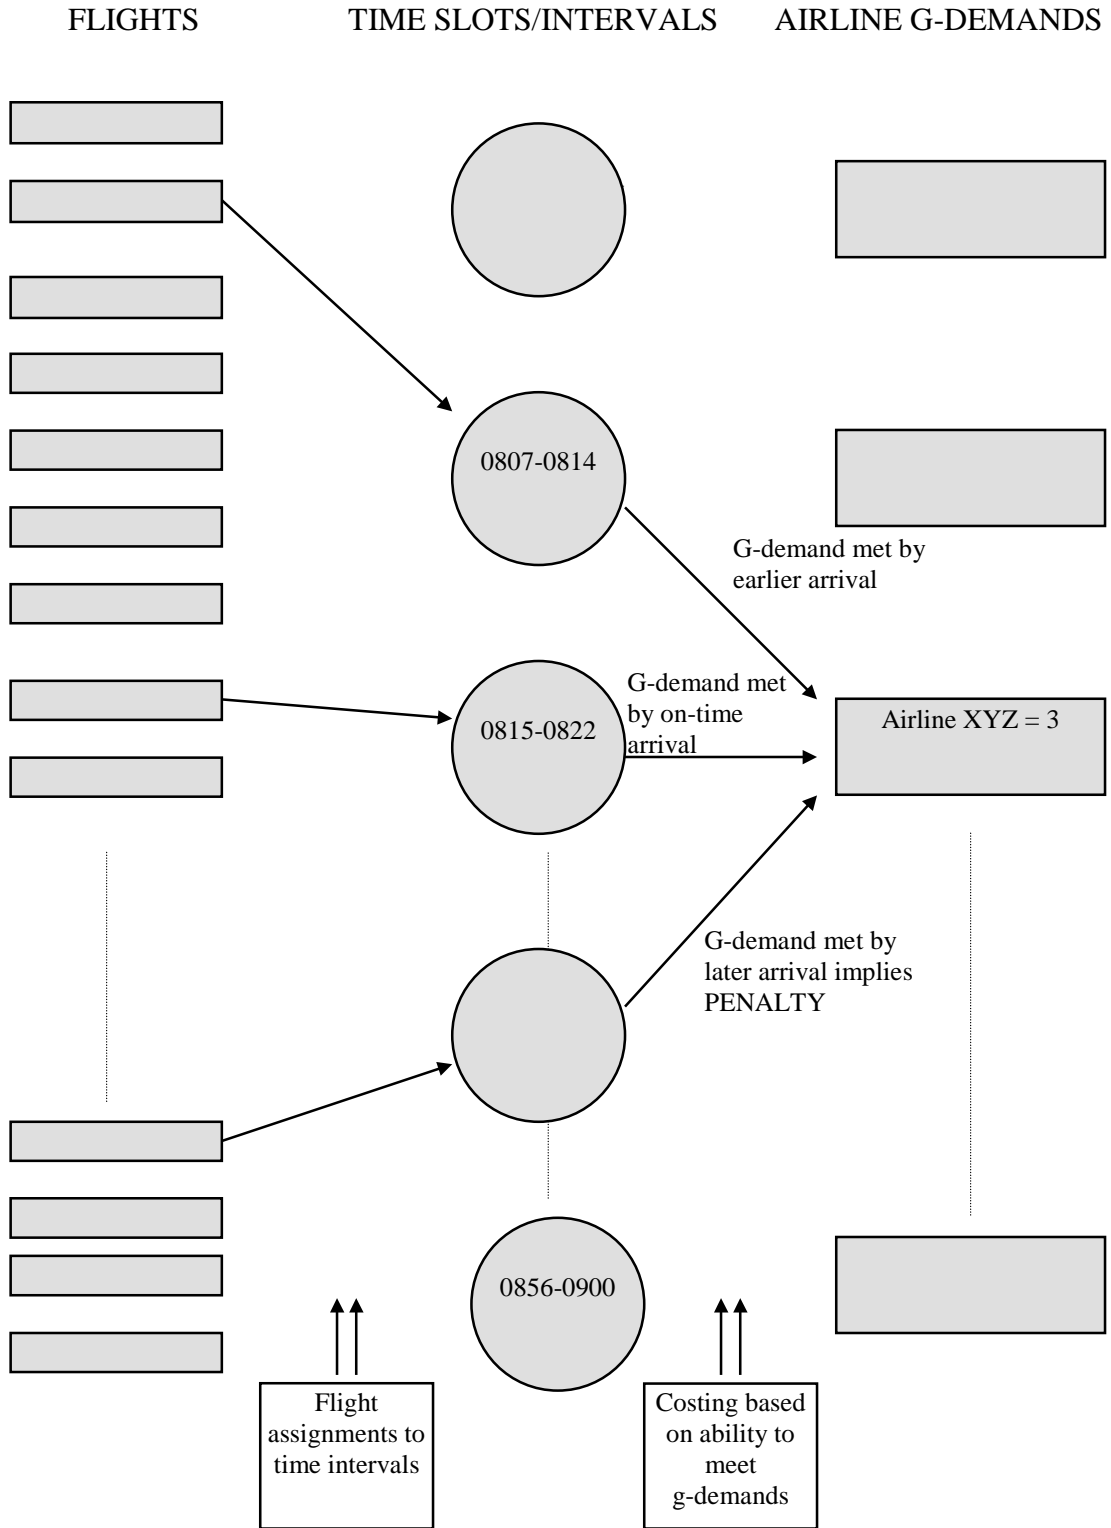 FLIGHTS
TIME SLOTS/INTERVALS
AIRLINE G-DEMANDS
0807-0814
G-demand met by
earlier arrival
G-demand met
by on-time
arrival
0815-0822
Airline XYZ = 3
G-demand met by
later arrival implies
PENALTY
0856-0900
Flight
assignments to
time intervals
Costing based
on ability to
meet
g-demands